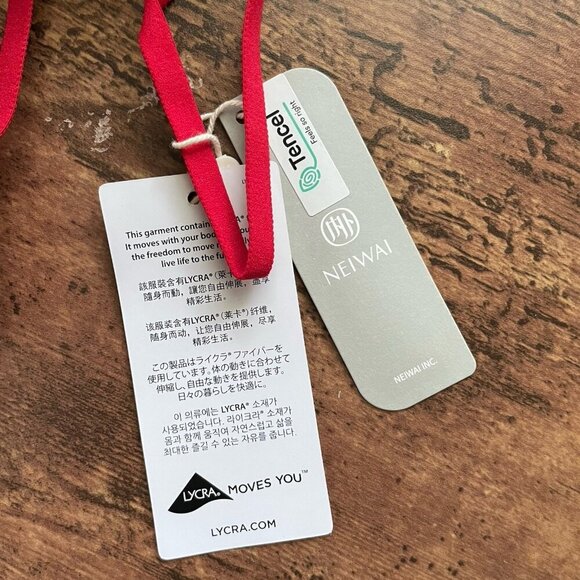 This garment contain LYCRA®
It moves with your bod
the freedom to move
live life to the fu
該服裝含有LYCRA® (萊卡®)
隨身而動，讓您自由伸展，盡享
精彩生活。
该服装含有LYCRA® (莱卡®) 纤维，
随身而动，让您自由伸展，尽享
精彩生活。
この製品はライクラ® ファイバーを
使用しています。体の動きに合わせて
伸縮し、自由な動きを提供します。
日々の暮らしを快適に。
이 의류에는 LYCRA® 소재가
사용되었습니다. 라이크라® 소재가
몸과 함께 움직여 자연스럽고 삶을
최대한 즐길 수 있는 자유를 줍니다.
LYCRA® MOVES YOU™
LYCRA.COM
Tencel™
Feels so right
NEIWAI
NEIWAI INC.